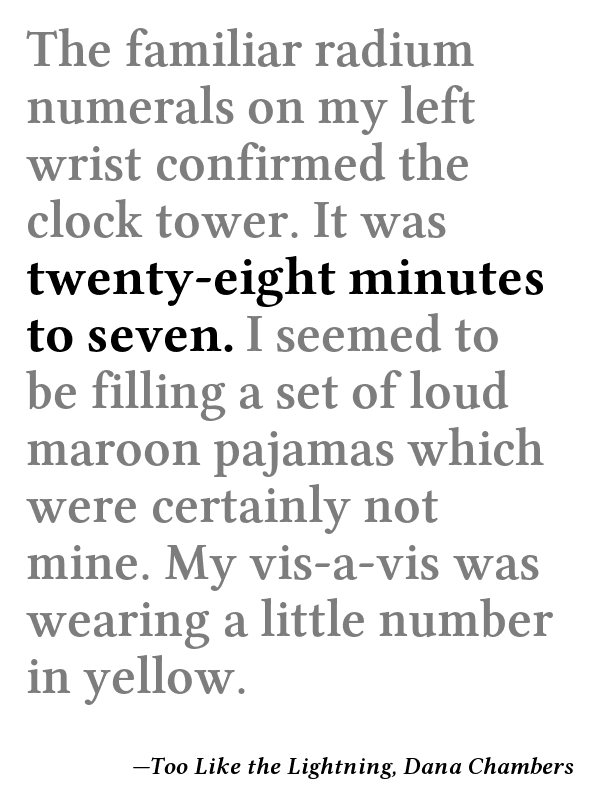 The familiar radium
numerals on my left
wrist confirmed the
clock tower. It was
twenty-eight minutes
to seven. I seemed to
be filling a set of loud
maroon pajamas which
were certainly not
mine. My vis-a-vis was
wearing a little number
in yellow.
—Too Like the Lightning, Dana Chambers